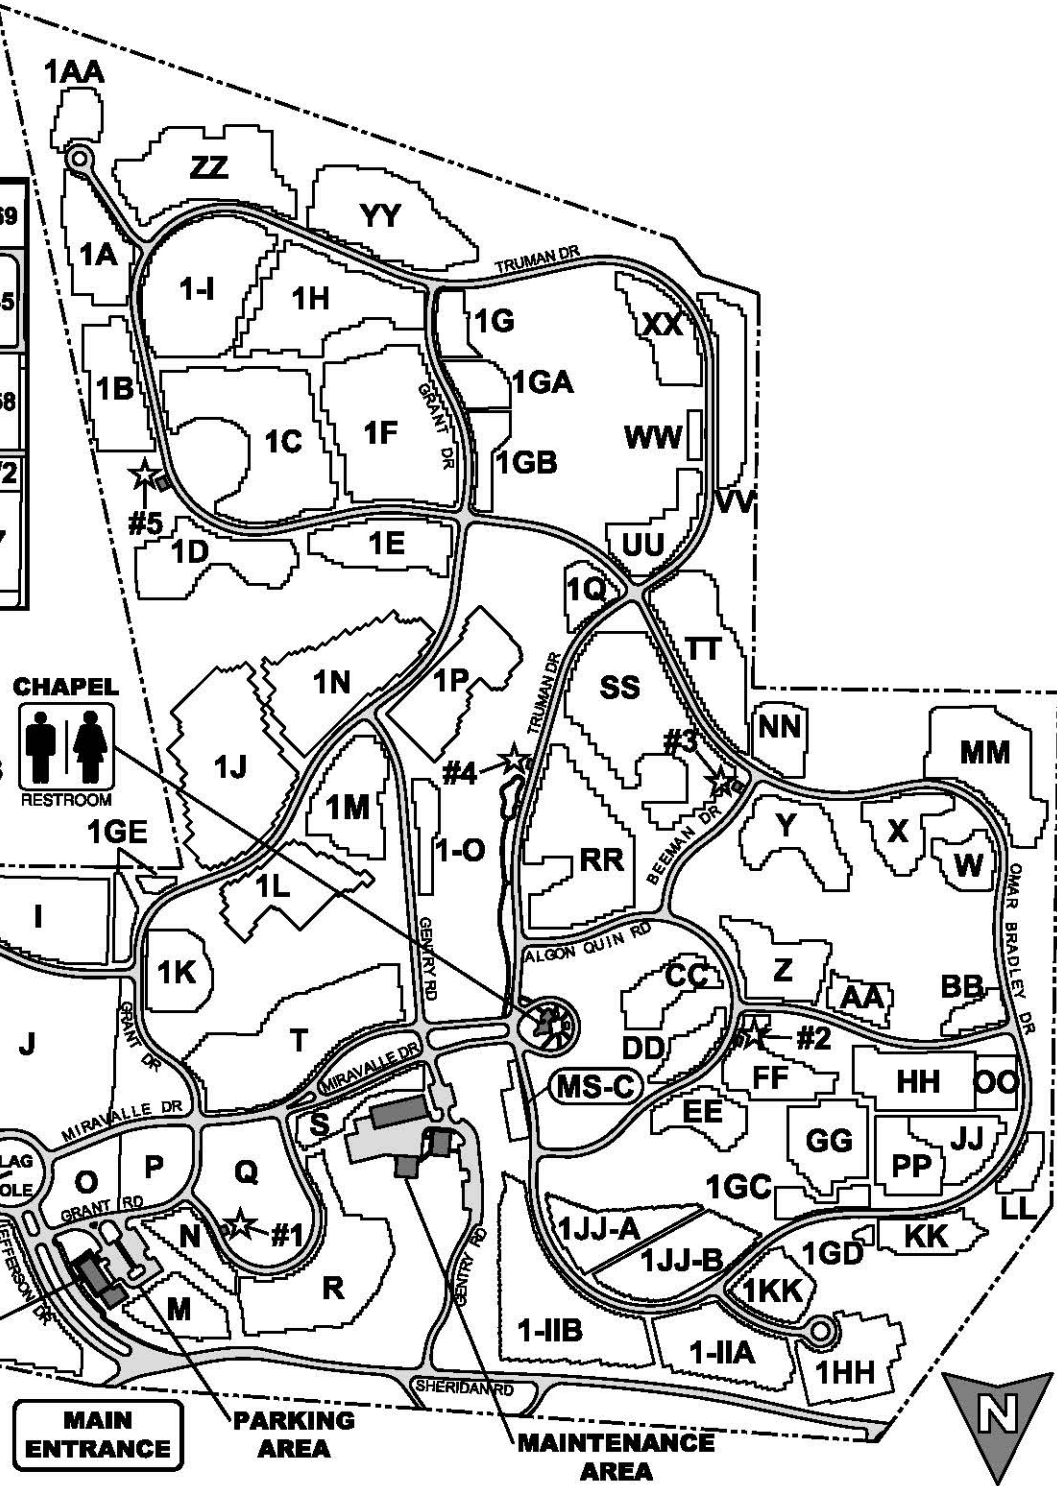 1AA
ZZ
YY
69
1A
TRUMAN DR
1-I
1H
1G
XX
1B
1GA
GRANT DR
1C
1F
WW
1GB
VV
#5
1D
1E
UU
1Q
TT
CHAPEL
1N
1P
SS
TRUMAN DR
NN
MM
1J
#4
#3
RESTROOM
1M
1GE
1-O
Y
X
W
RR
BEEMAN DR
1L
OMAR BRADLEY DR
I
GENTRY RD
ALGON QUIN RD
1K
CC
Z
AA
BB
GRANT DR
T
J
MIRAVALLE DR
DD
#2
MS-C
FF
HH
OO
MIRAVALLE DR
S
EE
GG
JJ
LAG
OLE
O
P
Q
PP
1GC
LL
GRANT RD
N
#1
1JJ-A
KK
1GD
JEFFERSON DR
R
GENTRY RD
1JJ-B
1KK
M
1-IIB
1-IIA
1HH
SHERIDAN RD
MAIN
ENTRANCE
PARKING
AREA
MAINTENANCE
AREA
N